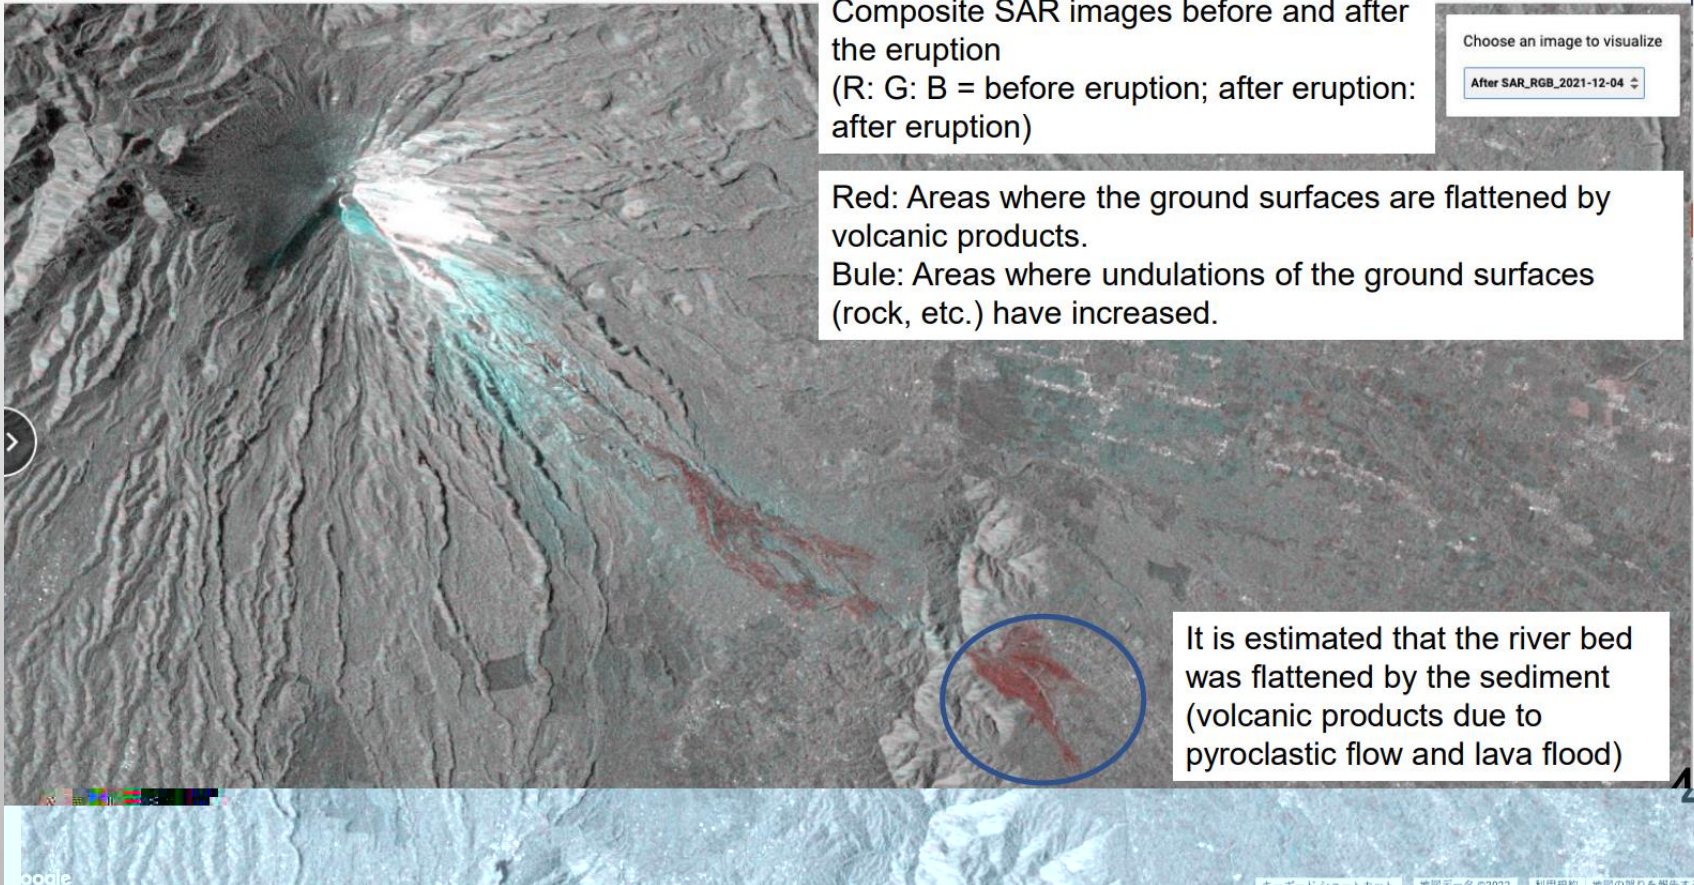 Composite SAR images before and after
the eruption
(R: G: B = before eruption; after eruption:
after eruption)
Choose an image to visualize
After SAR_RGB_2021-12-04
Red: Areas where the ground surfaces are flattened by
volcanic products.
Bule: Areas where undulations of the ground surfaces
(rock, etc.) have increased.
It is estimated that the river bed
was flattened by the sediment
(volcanic products due to
pyroclastic flow and lava flood)
oogle